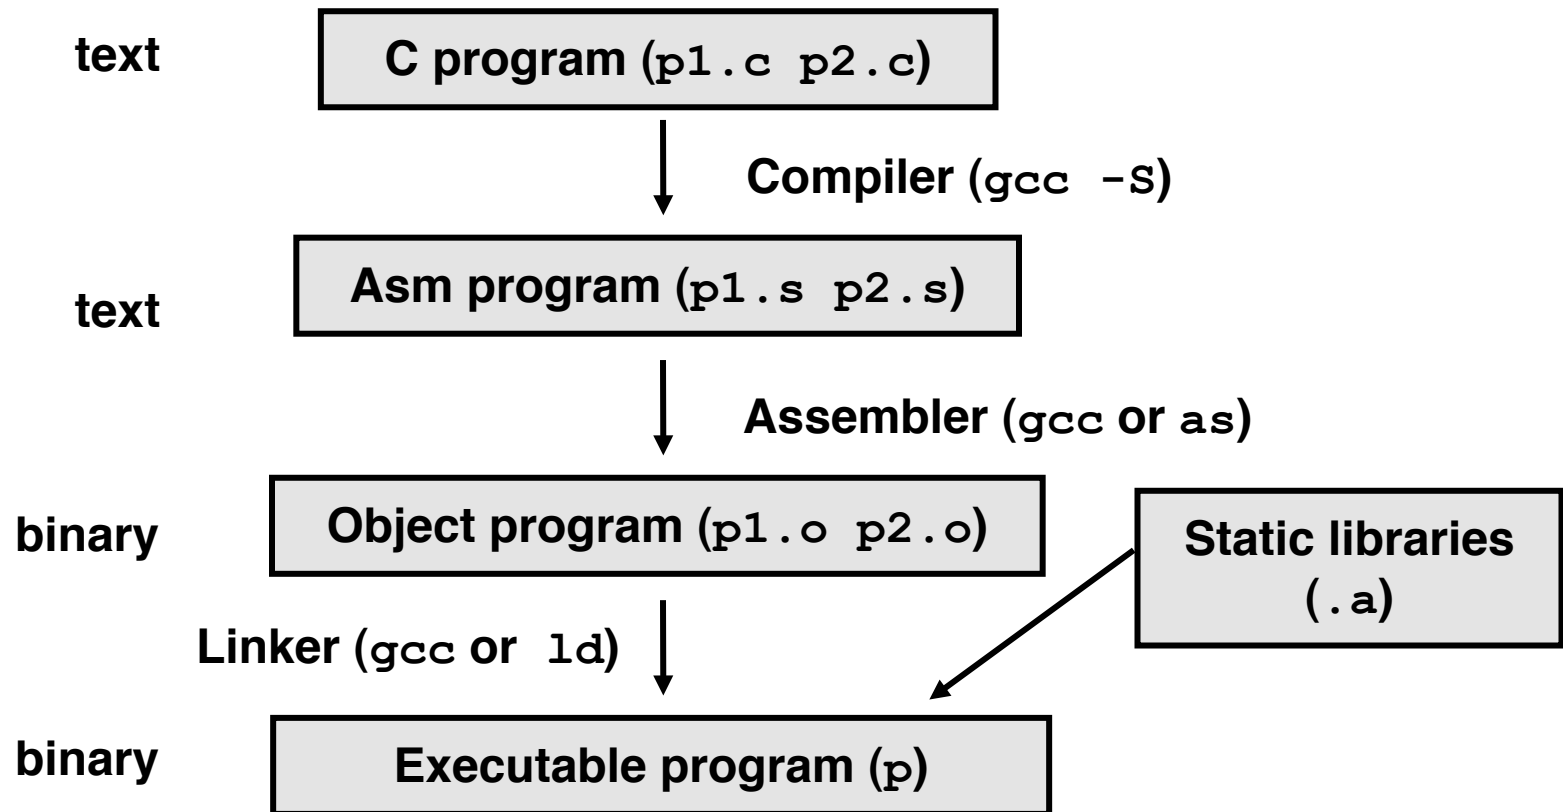 text
C program (p1.c p2.c)
Compiler (gcc -S)
text
Asm program (p1.s p2.s)
Assembler (gcc or as)
binary
Object program (p1.o p2.o)
Static libraries
(.a)
Linker (gcc or ld)
binary
Executable program (p)